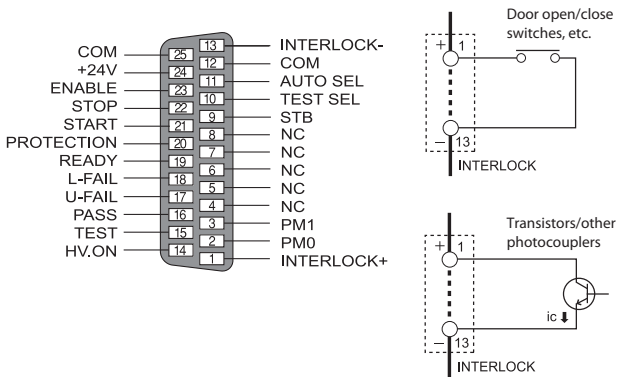 COM
+24V
ENABLE
STOP
START
PROTECTION
READY
L-FAIL
U-FAIL
PASS
TEST
HV.ON
25
24
23
22
21
20
19
18
17
16
15
14
13
12
11
10
9
8
7
6
5
4
3
2
1
INTERLOCK-
COM
AUTO SEL
TEST SEL
STB
NC
NC
NC
NC
NC
PM1
PM0
INTERLOCK+
Door open/close
switches, etc.
+ 1
− 13
INTERLOCK
Transistors/other
photocouplers
+ 1
ic
− 13
INTERLOCK